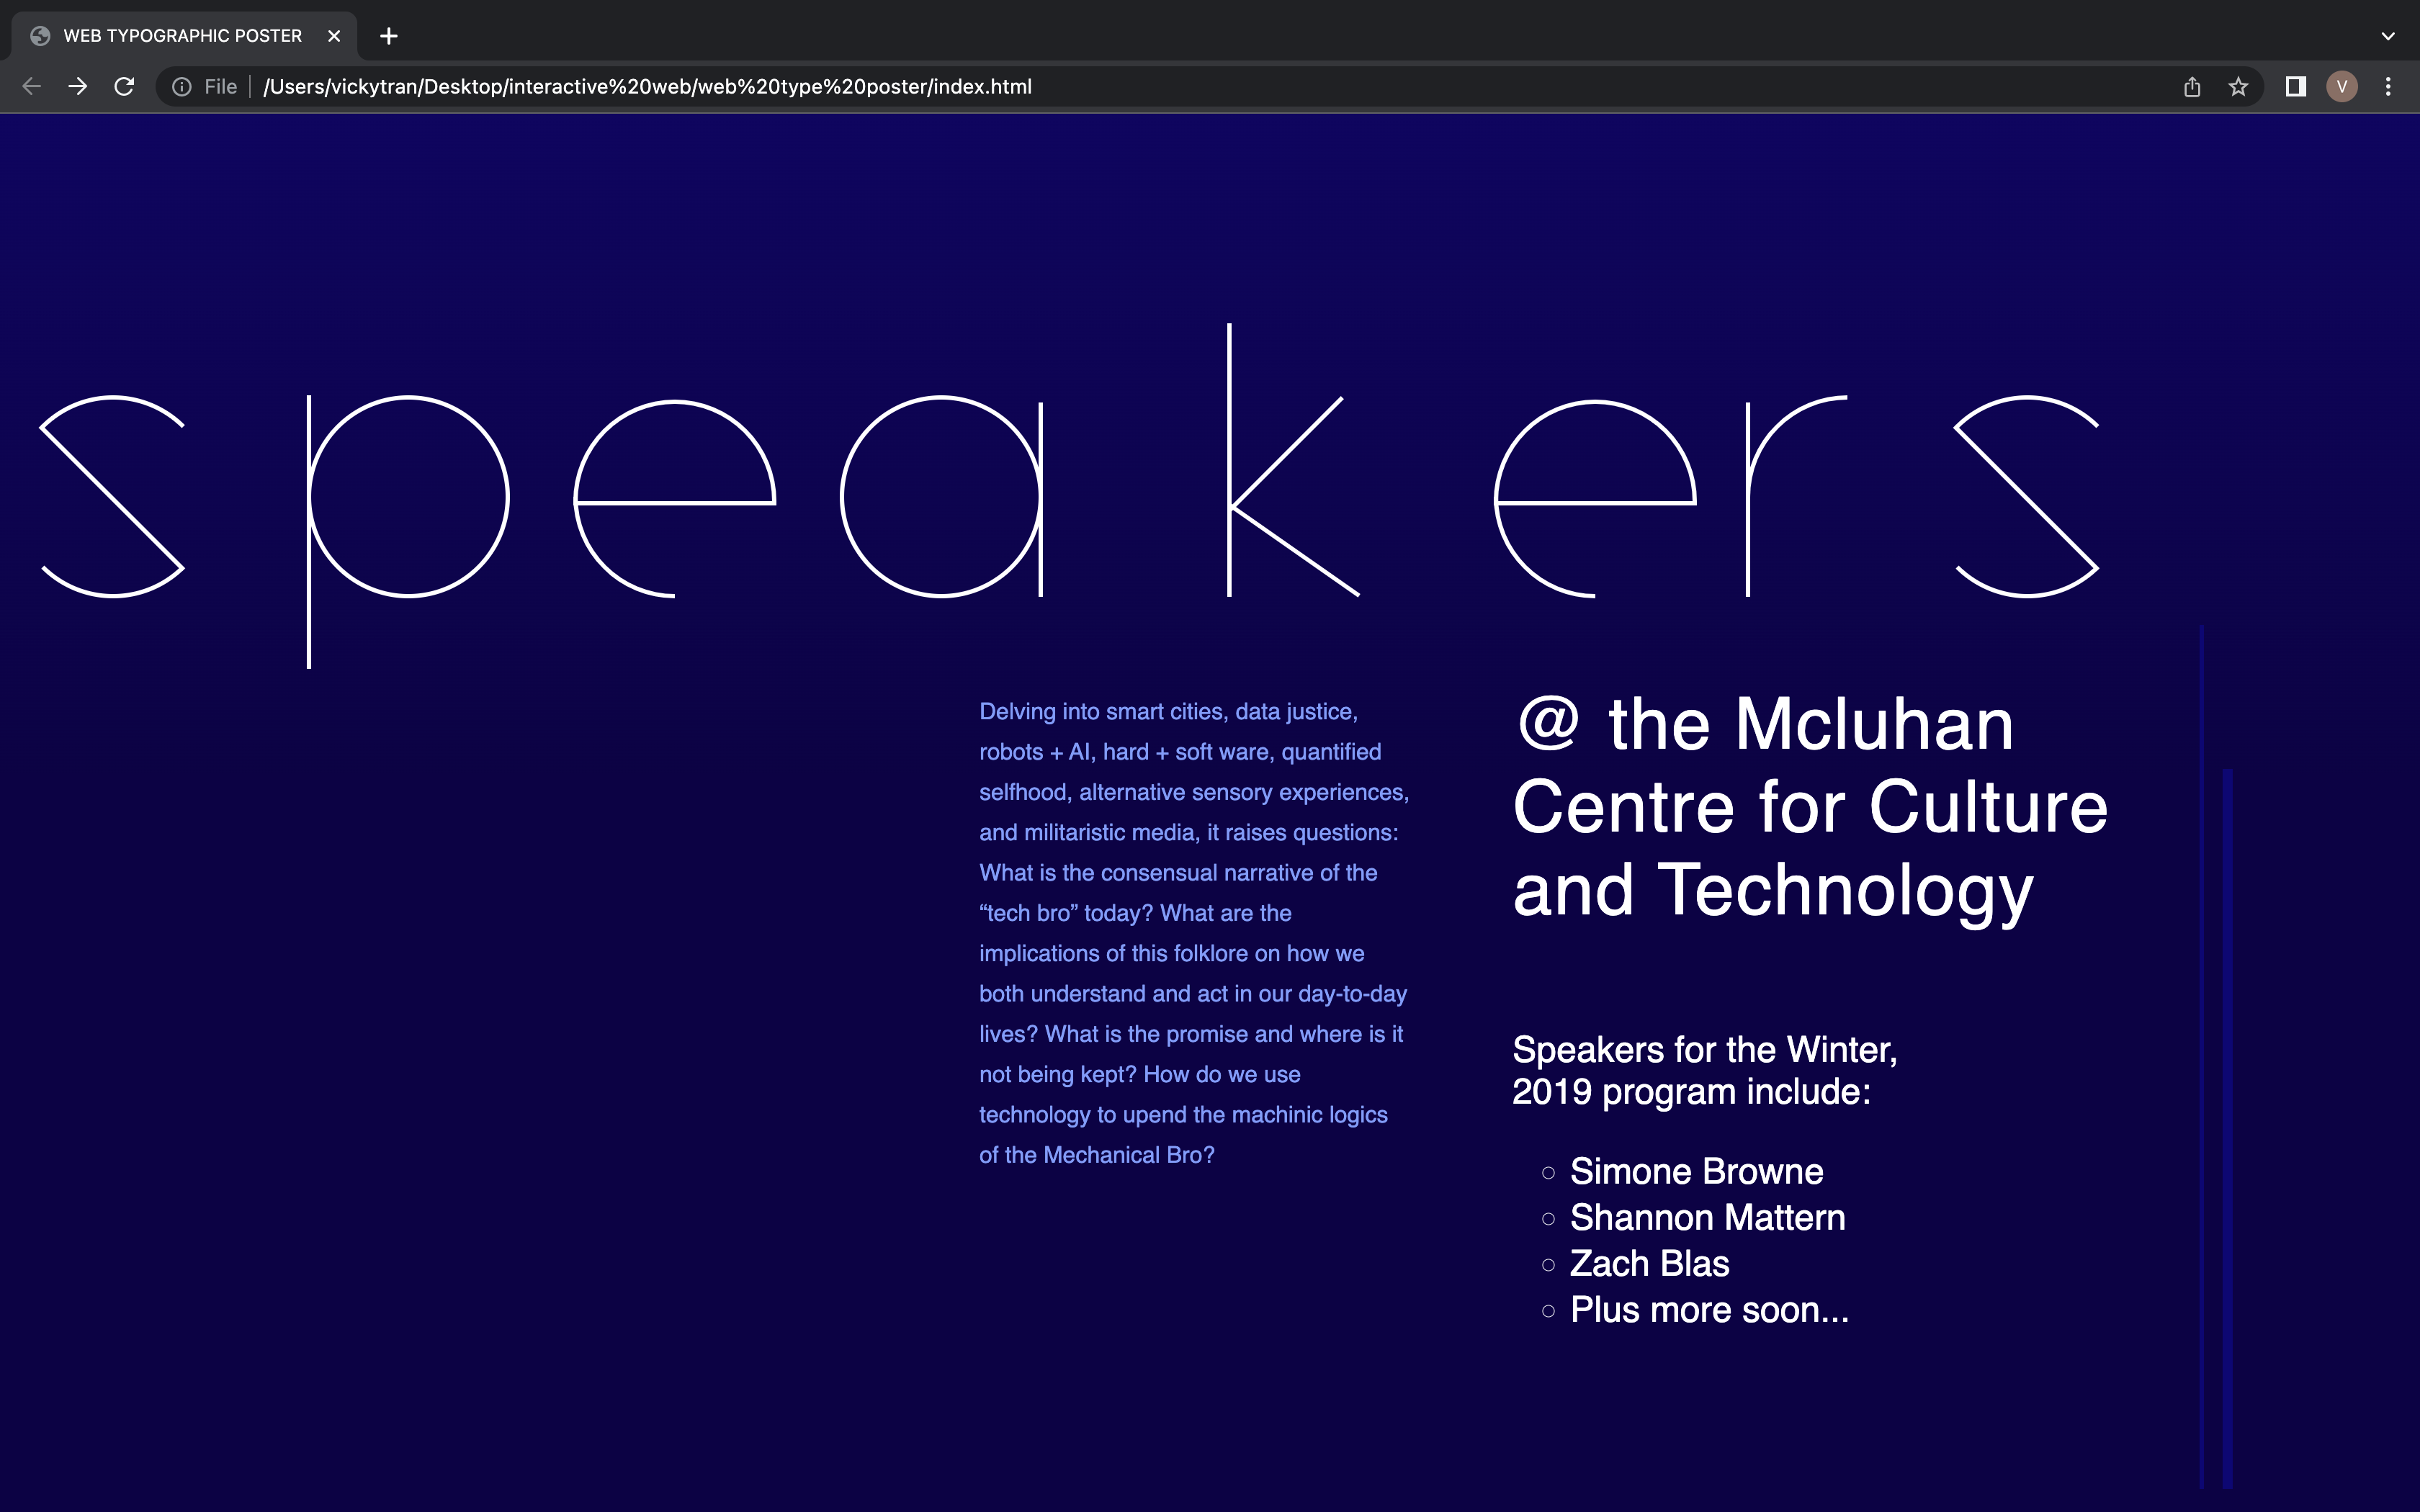 WEB TYPOGRAPHIC POSTER
File /Users/vickytran/Desktop/interactive%20web/web%20type%20poster/index.html
V
speakers
Delving into smart cities, data justice,
robots + AI, hard + soft ware, quantified
selfhood, alternative sensory experiences,
and militaristic media, it raises questions:
What is the consensual narrative of the
“tech bro” today? What are the
implications of this folklore on how we
both understand and act in our day-to-day
lives? What is the promise and where is it
not being kept? How do we use
technology to upend the machinic logics
of the Mechanical Bro?
@ the Mcluhan
Centre for Culture
and Technology
Speakers for the Winter,
2019 program include:
Simone Browne
Shannon Mattern
Zach Blas
Plus more soon...